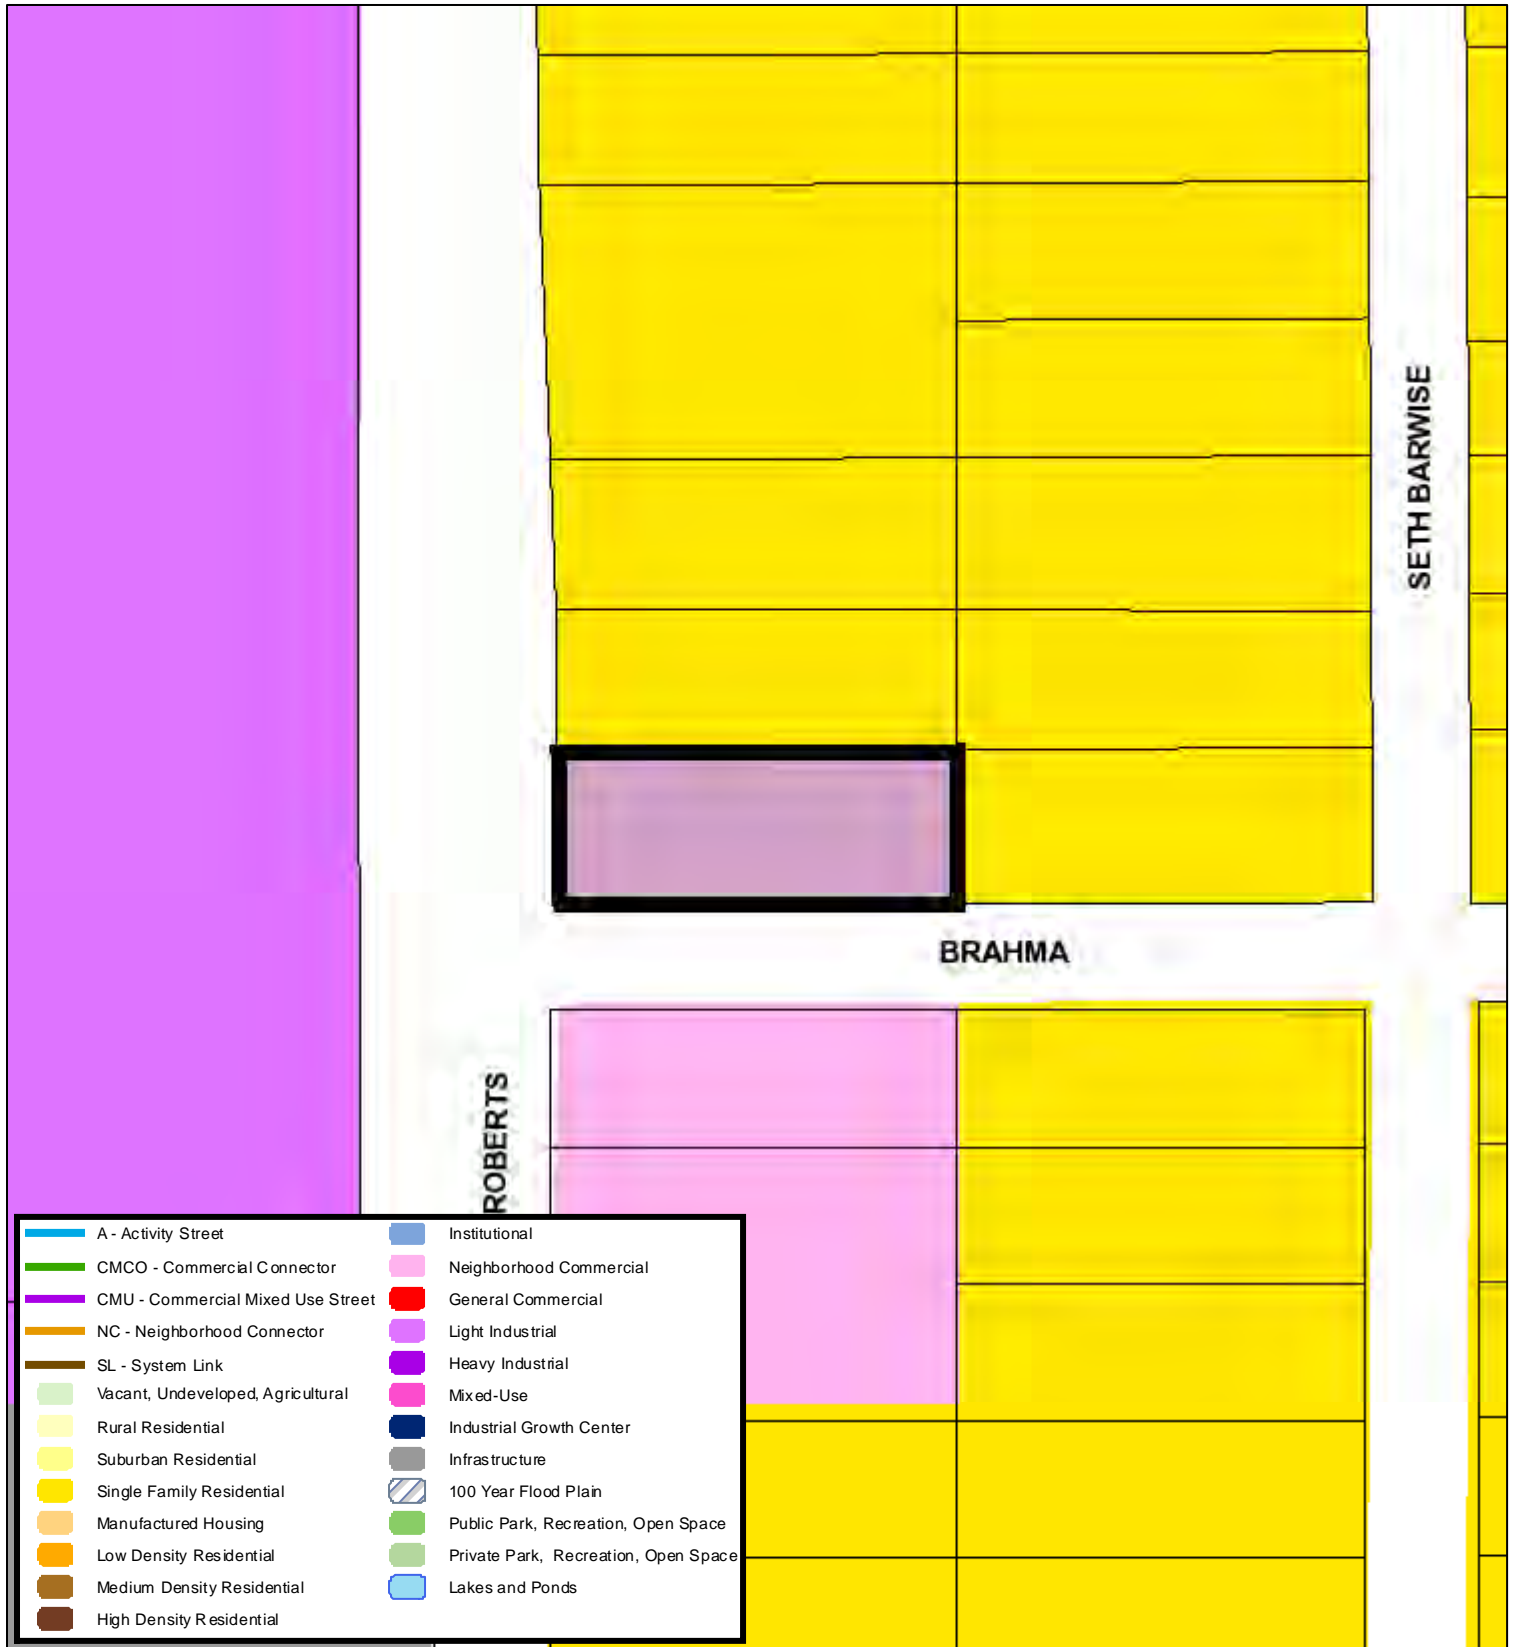 SETH BARWISE
BRAHMA
ROBERTS
A - Activity Street
CMCO - Commercial Connector
CMU - Commercial Mixed Use Street
NC - Neighborhood Connector
SL - System Link
Vacant, Undeveloped, Agricultural
Rural Residential
Suburban Residential
Single Family Residential
Manufactured Housing
Low Density Residential
Medium Density Residential
High Density Residential
Institutional
Neighborhood Commercial
General Commercial
Light Industrial
Heavy Industrial
Mixed-Use
Industrial Growth Center
Infrastructure
100 Year Flood Plain
Public Park, Recreation, Open Space
Private Park, Recreation, Open Space
Lakes and Ponds